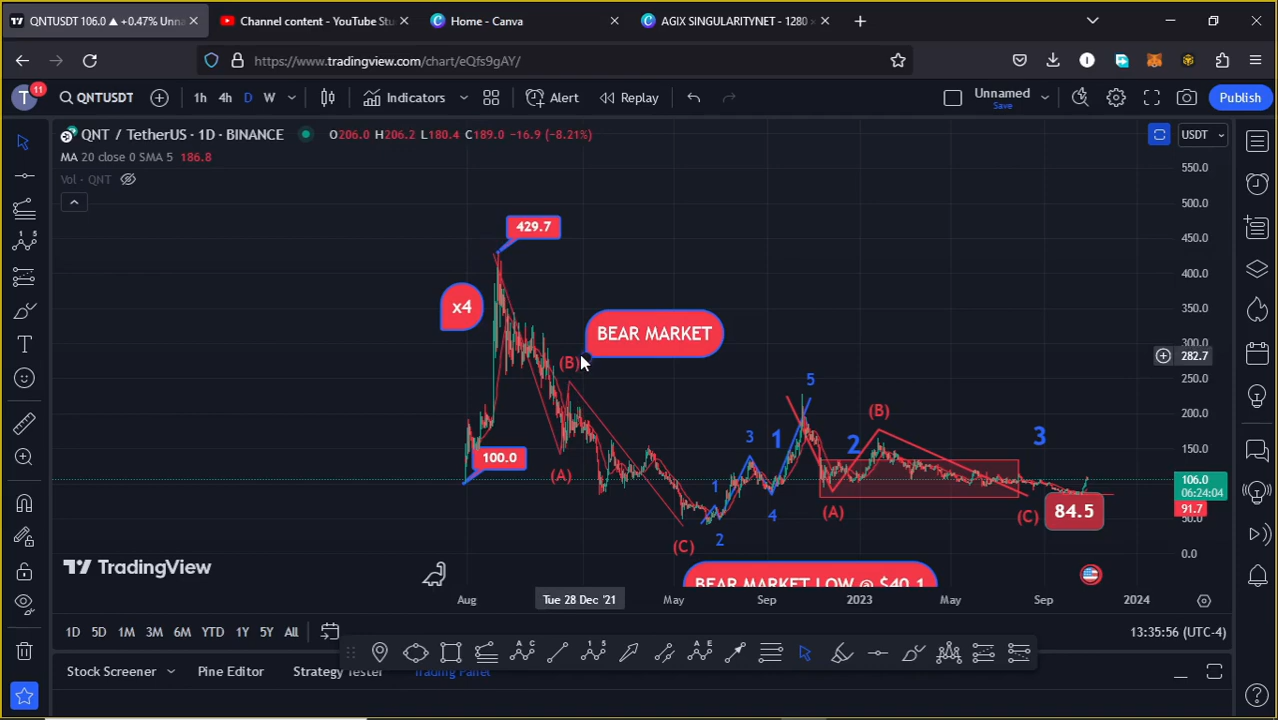 QNTUSDT 106.0 ▲ +0.47% Unna
Channel content - YouTube Stu
Home - Canva
AGIX SINGULARITYNET - 1280
https://www.tradingview.com/chart/eQfs9gAY/
T 11
QNTUSDT
1h 4h D W
Indicators
Alert
Replay
Unnamed
Save
Publish
QNT / TetherUS · 1D · BINANCE
O206.0 H206.2 L180.4 C189.0 −16.9 (−8.21%)
USDT
MA 20 close 0 SMA 5 186.8
Vol · QNT
550.0
500.0
450.0
400.0
350.0
300.0
282.7
250.0
200.0
150.0
106.0
06:24:04
91.7
50.0
0.0
429.7
x4
BEAR MARKET
(B)
100.0
(A)
(C)
1
2
3
4
5
1
2
3
(A)
(B)
(C)
84.5
BEAR MARKET LOW @ $40.1
TradingView
Aug
Tue 28 Dec '21
May
Sep
2023
May
Sep
2024
1D 5D 1M 3M 6M YTD 1Y 5Y All
13:35:56 (UTC-4)
Stock Screener
Pine Editor
Strategy Tester
Trading Panel